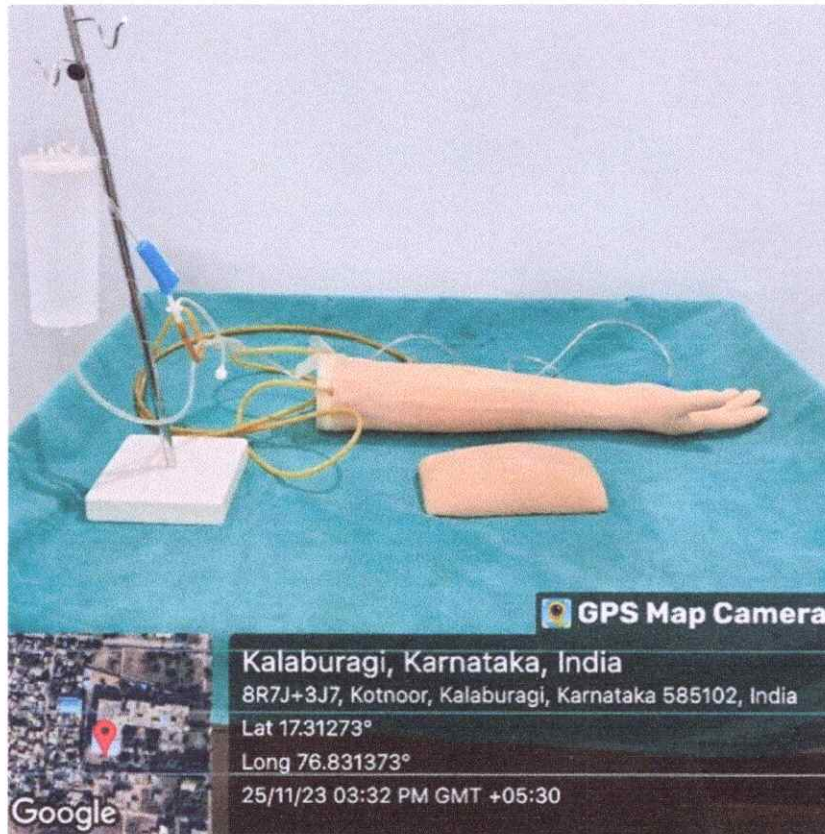 GPS Map Camera
Kalaburagi, Karnataka, India
8R7J+3J7, Kotnoor, Kalaburagi, Karnataka 585102, India
Lat 17.31273°
Long 76.831373°
25/11/23 03:32 PM GMT +05:30
Google